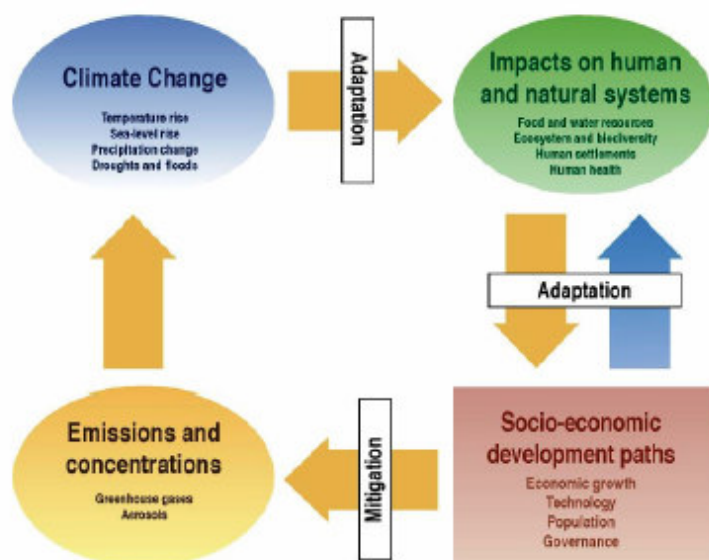 Climate Change
Temperature rise
Sea-level rise
Precipitation change
Droughts and floods
Adaptation
Impacts on human
and natural systems
Food and water resources
Ecosystem and biodiversity
Human settlements
Human health
Adaptation
Emissions and
concentrations
Greenhouse gases
Aerosols
Mitigation
Socio-economic
development paths
Economic growth
Technology
Population
Governance